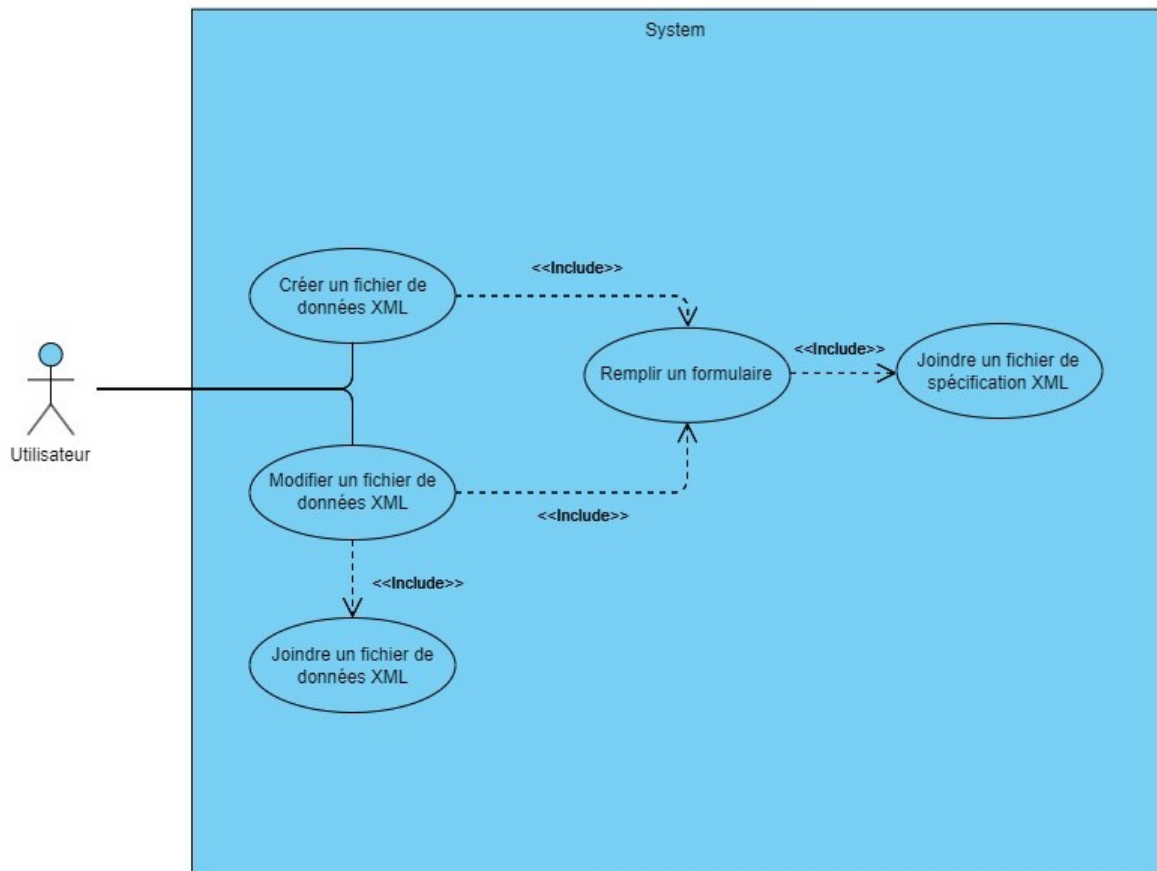 System
Créer un fichier de
données XML
<<Include>>
Remplir un formulaire
<<Include>>
Joindre un fichier de
spécification XML
Utilisateur
Modifier un fichier de
données XML
<<Include>>
<<Include>>
Joindre un fichier de
données XML